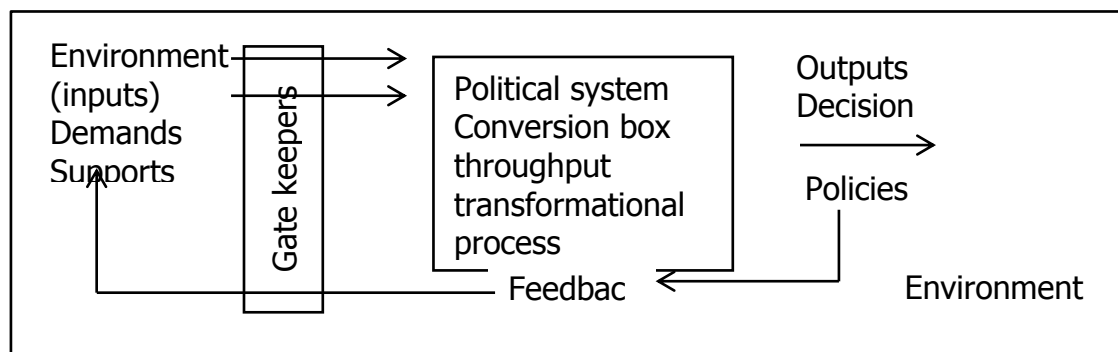 Environment
(inputs)
Demands
Supports
Gate keepers
Political system
Conversion box
throughput
transformational
process
Outputs
Decision
Policies
Feedbac
Environment